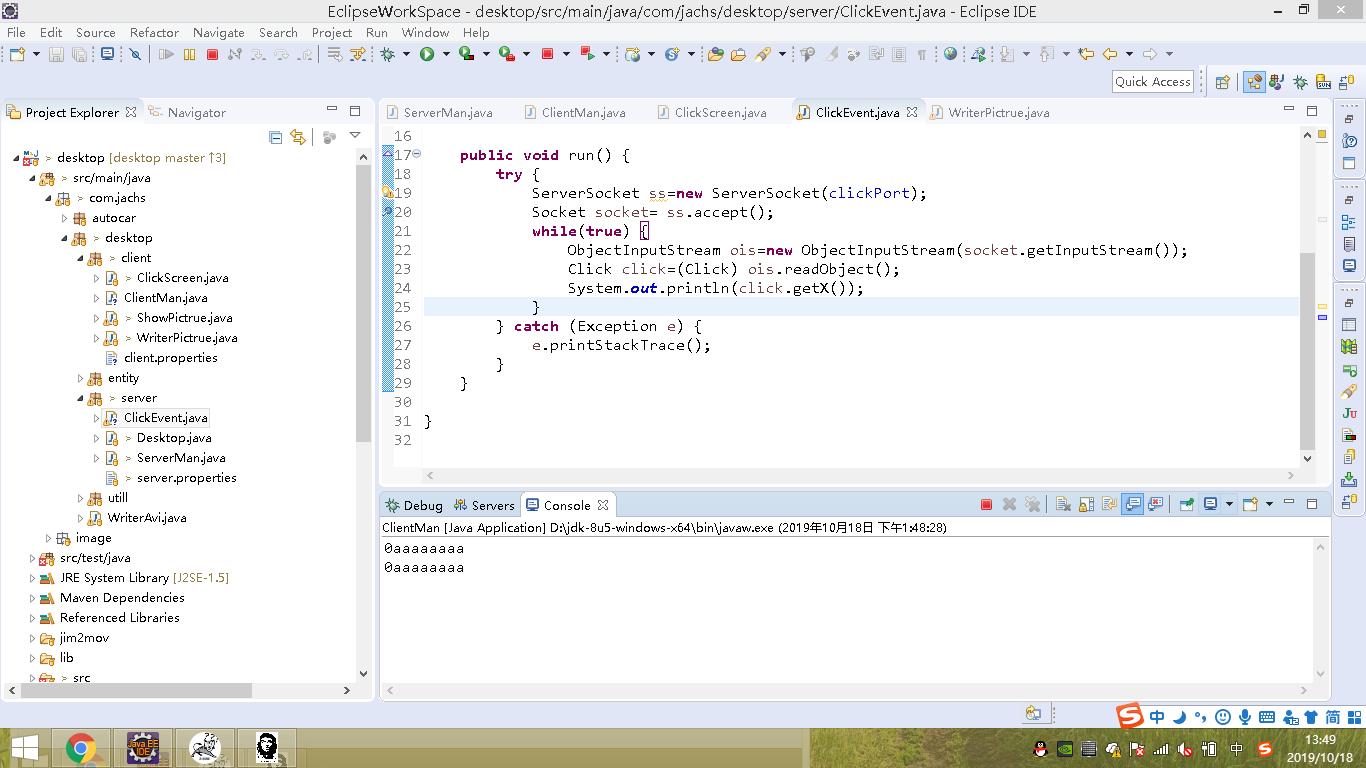 EclipseWorkSpace - desktop/src/main/java/com/jachs/desktop/server/ClickEvent.java - Eclipse IDE
File Edit Source Refactor Navigate Search Project Run Window Help
Quick Access
Project Explorer Navigator
ServerMan.java ClientMan.java ClickScreen.java ClickEvent.java WriterPictrue.java
> desktop [desktop master ↑3]
> src/main/java
> com.jachs
autocar
> desktop
> client
> ClickScreen.java
ClientMan.java
> ShowPictrue.java
> WriterPictrue.java
client.properties
> entity
> server
ClickEvent.java
> Desktop.java
> ServerMan.java
> server.properties
utill
> WriterAvi.java
image
src/test/java
JRE System Library [J2SE-1.5]
Maven Dependencies
Referenced Libraries
jim2mov
lib
> src
16
17 public void run() {
18 try {
19 ServerSocket ss=new ServerSocket(clickPort);
20 Socket socket= ss.accept();
21 while(true) {
22 ObjectInputStream ois=new ObjectInputStream(socket.getInputStream());
23 Click click=(Click) ois.readObject();
24 System.out.println(click.getX());
25 }
26 } catch (Exception e) {
27 e.printStackTrace();
28 }
29 }
30
31 }
32
Debug Servers Console
ClientMan [Java Application] D:\jdk-8u5-windows-x64\bin\javaw.exe (2019年10月18日 下午1:48:28)
0aaaaaaaa
0aaaaaaaa
中 简
Java EE
IDE
中
13:49
2019/10/18